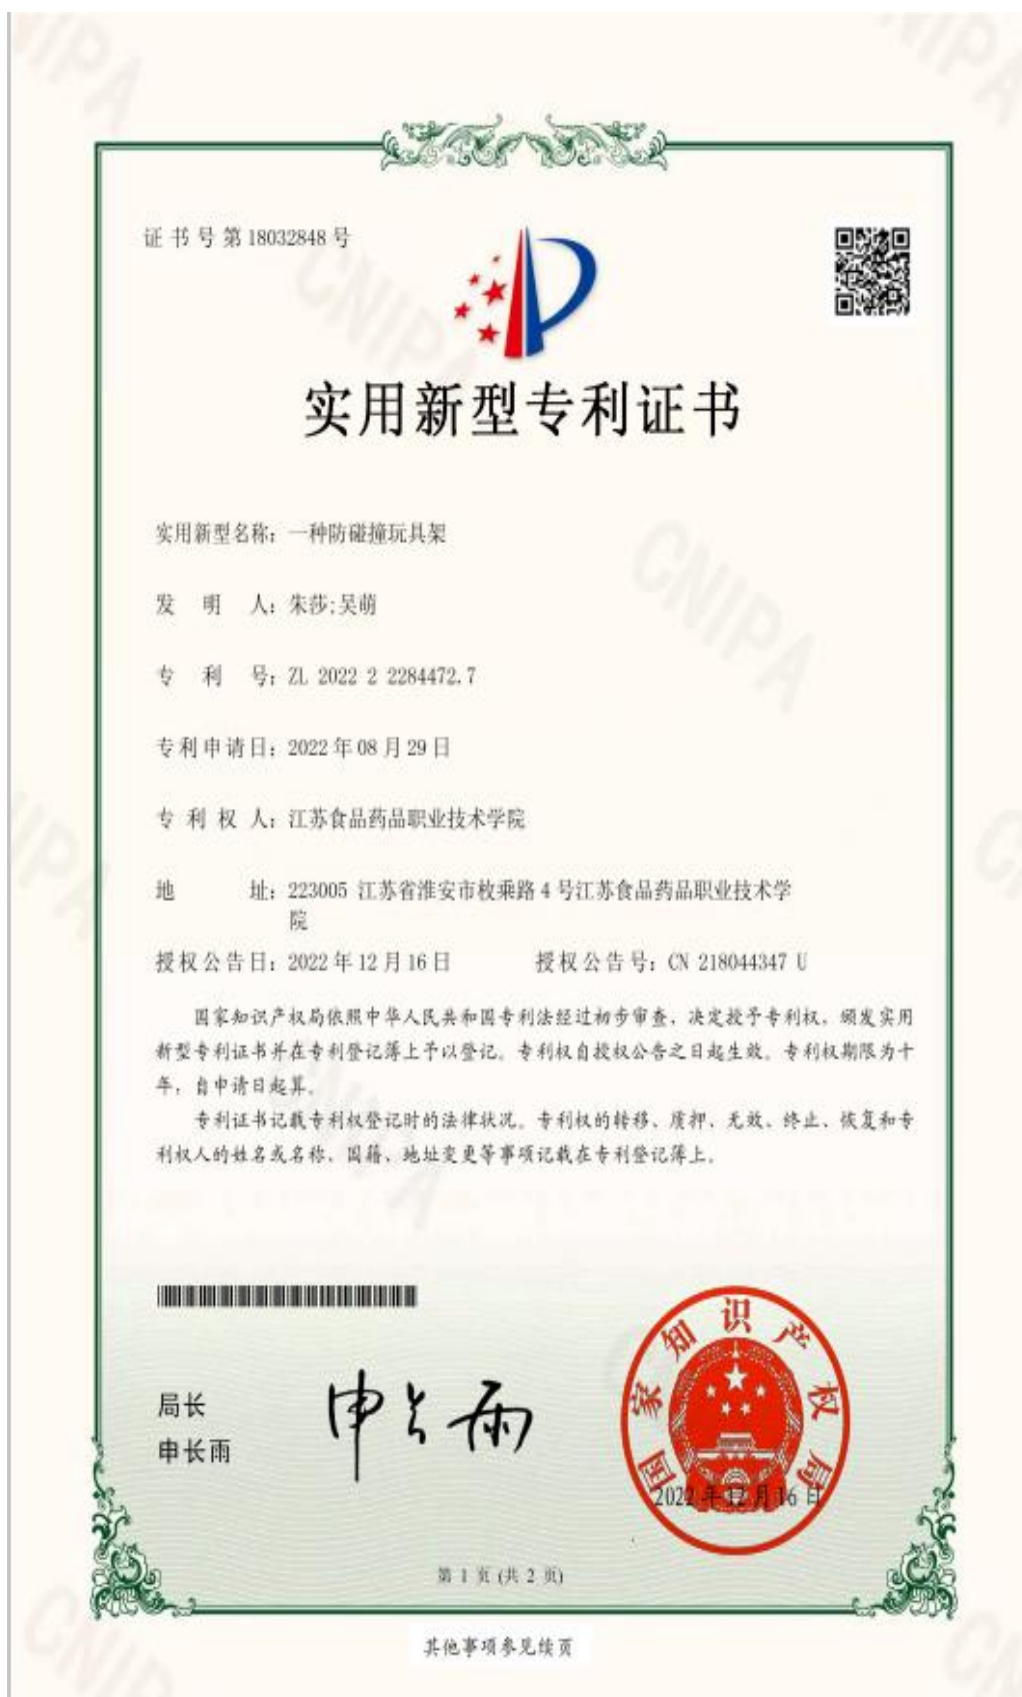 证书号第18032848号
实用新型专利证书
实用新型名称：一种防碰撞玩具架
发明人：朱莎;吴萌
专利号：ZL 2022 2 2284472.7
专利申请日：2022年08月29日
专利权人：江苏食品药品职业技术学院
地址：223005 江苏省淮安市枚乘路4号江苏食品药品职业技术学
院
授权公告日：2022年12月16日 授权公告号：CN 218044347 U
国家知识产权局依照中华人民共和国专利法经过初步审查，决定授予专利权，颁发实用
新型专利证书并在专利登记簿上予以登记。专利权自授权公告之日起生效。专利权期限为十
年，自申请日起算。
专利证书记载专利权登记时的法律状况。专利权的转移、质押、无效、终止、恢复和专
利权人的姓名或名称、国籍、地址变更等事项记载在专利登记簿上。
局长
申长雨
申长雨
国家知识产权局
2022年12月16日
第 1 页 (共 2 页)
其他事项参见续页
CNIPA
CNIPA
CNIPA
CNIPA
CNIPA
CNIPA